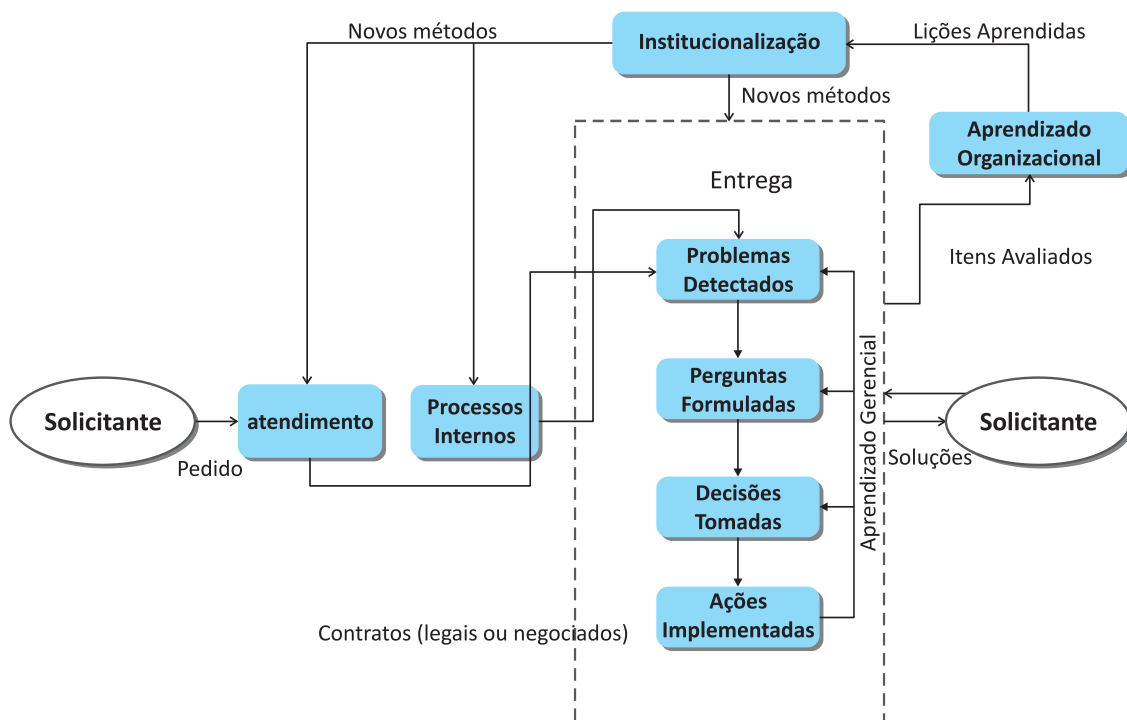 Novos métodos
Institucionalização
Lições Aprendidas
Novos métodos
Aprendizado
Organizacional
Entrega
Problemas
Detectados
Itens Avaliados
Solicitante
Pedido
atendimento
Processos
Internos
Perguntas
Formuladas
Aprendizado Gerencial
Solicitante
Soluções
Decisões
Tomadas
Ações
Implementadas
Contratos (legais ou negociados)